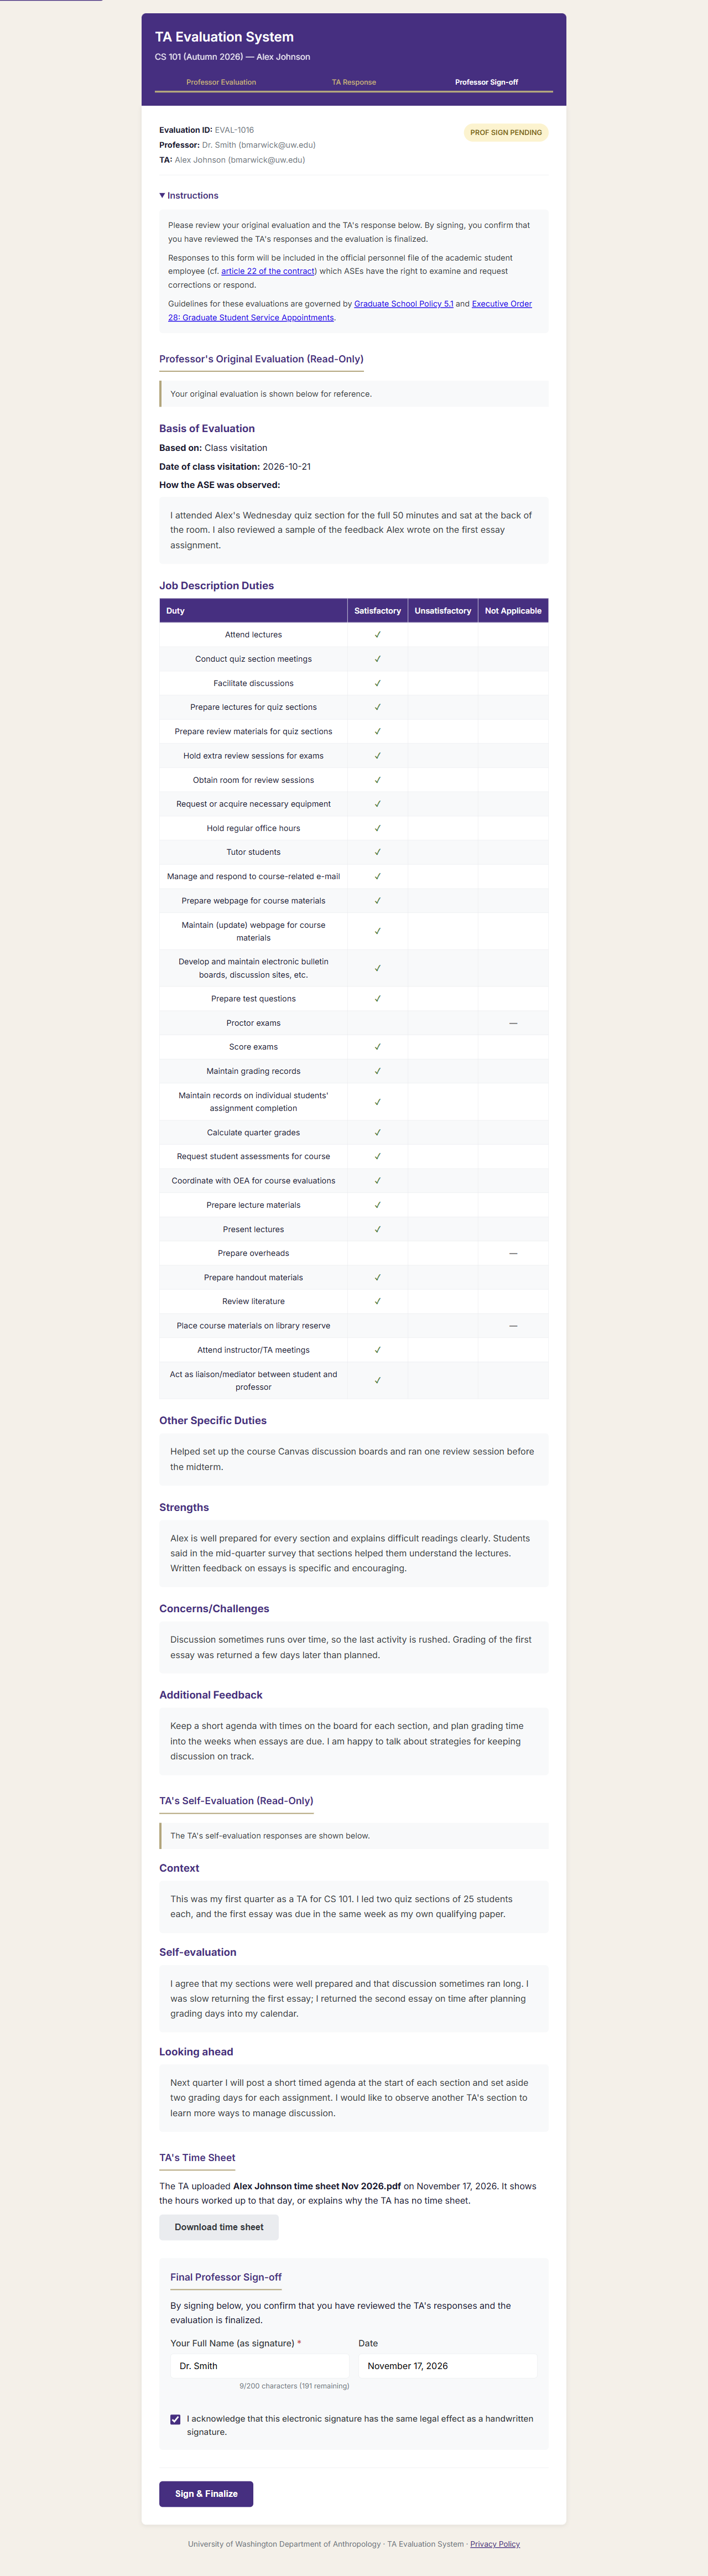 TA Evaluation System
CS 101 (Autumn 2026) — Alex Johnson
Professor Evaluation
TA Response
Professor Sign-off
Evaluation ID: EVAL-1016
PROF SIGN PENDING
Professor: Dr. Smith (bmarwick@uw.edu)
TA: Alex Johnson (bmarwick@uw.edu)
▼ Instructions
Please review your original evaluation and the TA's response below. By signing, you confirm that
you have reviewed the TA's responses and the evaluation is finalized.
Responses to this form will be included in the official personnel file of the academic student
employee (cf. article 22 of the contract) which ASEs have the right to examine and request
corrections or respond.
Guidelines for these evaluations are governed by Graduate School Policy 5.1 and Executive Order
28: Graduate Student Service Appointments.
Professor's Original Evaluation (Read-Only)
Your original evaluation is shown below for reference.
Basis of Evaluation
Based on: Class visitation
Date of class visitation: 2026-10-21
How the ASE was observed:
I attended Alex's Wednesday quiz section for the full 50 minutes and sat at the back of
the room. I also reviewed a sample of the feedback Alex wrote on the first essay
assignment.
Job Description Duties
Duty Satisfactory Unsatisfactory Not Applicable
Attend lectures ✓
Conduct quiz section meetings ✓
Facilitate discussions ✓
Prepare lectures for quiz sections ✓
Prepare review materials for quiz sections ✓
Hold extra review sessions for exams ✓
Obtain room for review sessions ✓
Request or acquire necessary equipment ✓
Hold regular office hours ✓
Tutor students ✓
Manage and respond to course-related e-mail ✓
Prepare webpage for course materials ✓
Maintain (update) webpage for course
materials ✓
Develop and maintain electronic bulletin
boards, discussion sites, etc. ✓
Prepare test questions ✓
Proctor exams —
Score exams ✓
Maintain grading records ✓
Maintain records on individual students'
assignment completion ✓
Calculate quarter grades ✓
Request student assessments for course ✓
Coordinate with OEA for course evaluations ✓
Prepare lecture materials ✓
Present lectures ✓
Prepare overheads —
Prepare handout materials ✓
Review literature ✓
Place course materials on library reserve —
Attend instructor/TA meetings ✓
Act as liaison/mediator between student and
professor ✓
Other Specific Duties
Helped set up the course Canvas discussion boards and ran one review session before
the midterm.
Strengths
Alex is well prepared for every section and explains difficult readings clearly. Students
said in the mid-quarter survey that sections helped them understand the lectures.
Written feedback on essays is specific and encouraging.
Concerns/Challenges
Discussion sometimes runs over time, so the last activity is rushed. Grading of the first
essay was returned a few days later than planned.
Additional Feedback
Keep a short agenda with times on the board for each section, and plan grading time
into the weeks when essays are due. I am happy to talk about strategies for keeping
discussion on track.
TA's Self-Evaluation (Read-Only)
The TA's self-evaluation responses are shown below.
Context
This was my first quarter as a TA for CS 101. I led two quiz sections of 25 students
each, and the first essay was due in the same week as my own qualifying paper.
Self-evaluation
I agree that my sections were well prepared and that discussion sometimes ran long. I
was slow returning the first essay; I returned the second essay on time after planning
grading days into my calendar.
Looking ahead
Next quarter I will post a short timed agenda at the start of each section and set aside
two grading days for each assignment. I would like to observe another TA's section to
learn more ways to manage discussion.
TA's Time Sheet
The TA uploaded Alex Johnson time sheet Nov 2026.pdf on November 17, 2026. It shows
the hours worked up to that day, or explains why the TA has no time sheet.
Download time sheet
Final Professor Sign-off
By signing below, you confirm that you have reviewed the TA's responses and the
evaluation is finalized.
Your Full Name (as signature) *
Date
Dr. Smith
November 17, 2026
9/200 characters (191 remaining)
I acknowledge that this electronic signature has the same legal effect as a handwritten
signature.
Sign & Finalize
University of Washington Department of Anthropology · TA Evaluation System · Privacy Policy